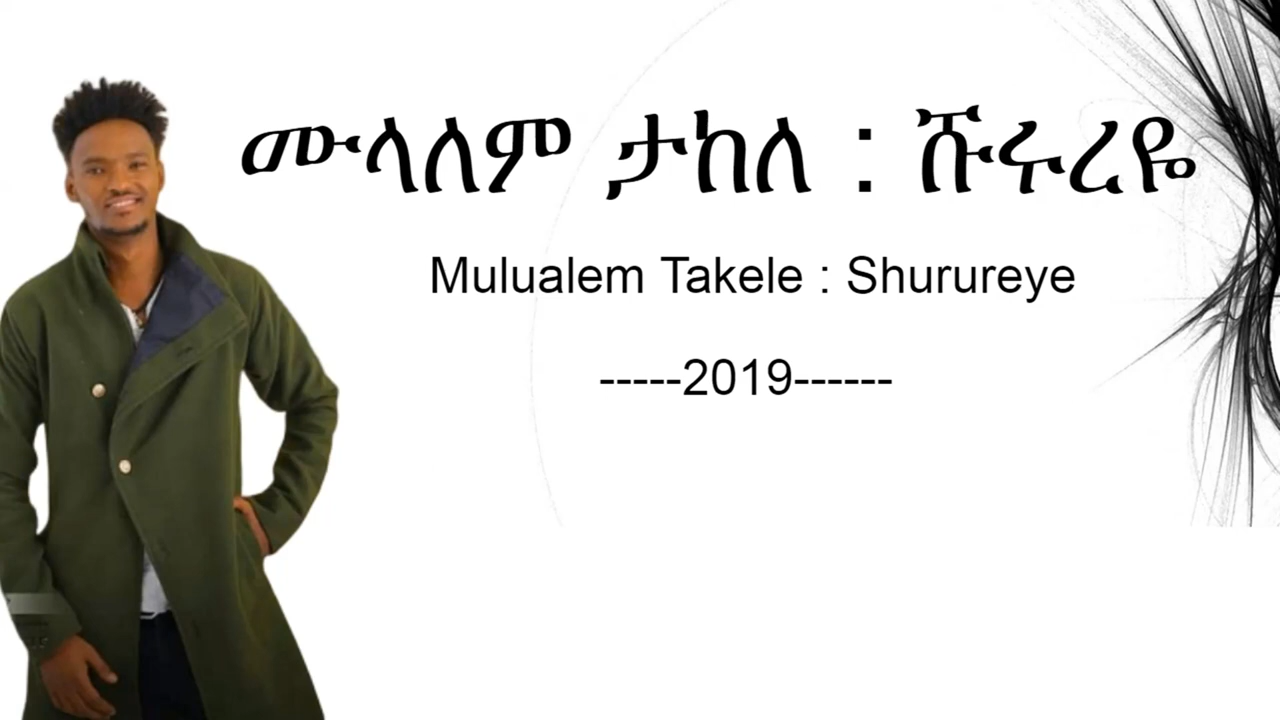 ሙላለም ታከለ : ሹሩረዬ
Mulualem Takele : Shurureye
-----2019------